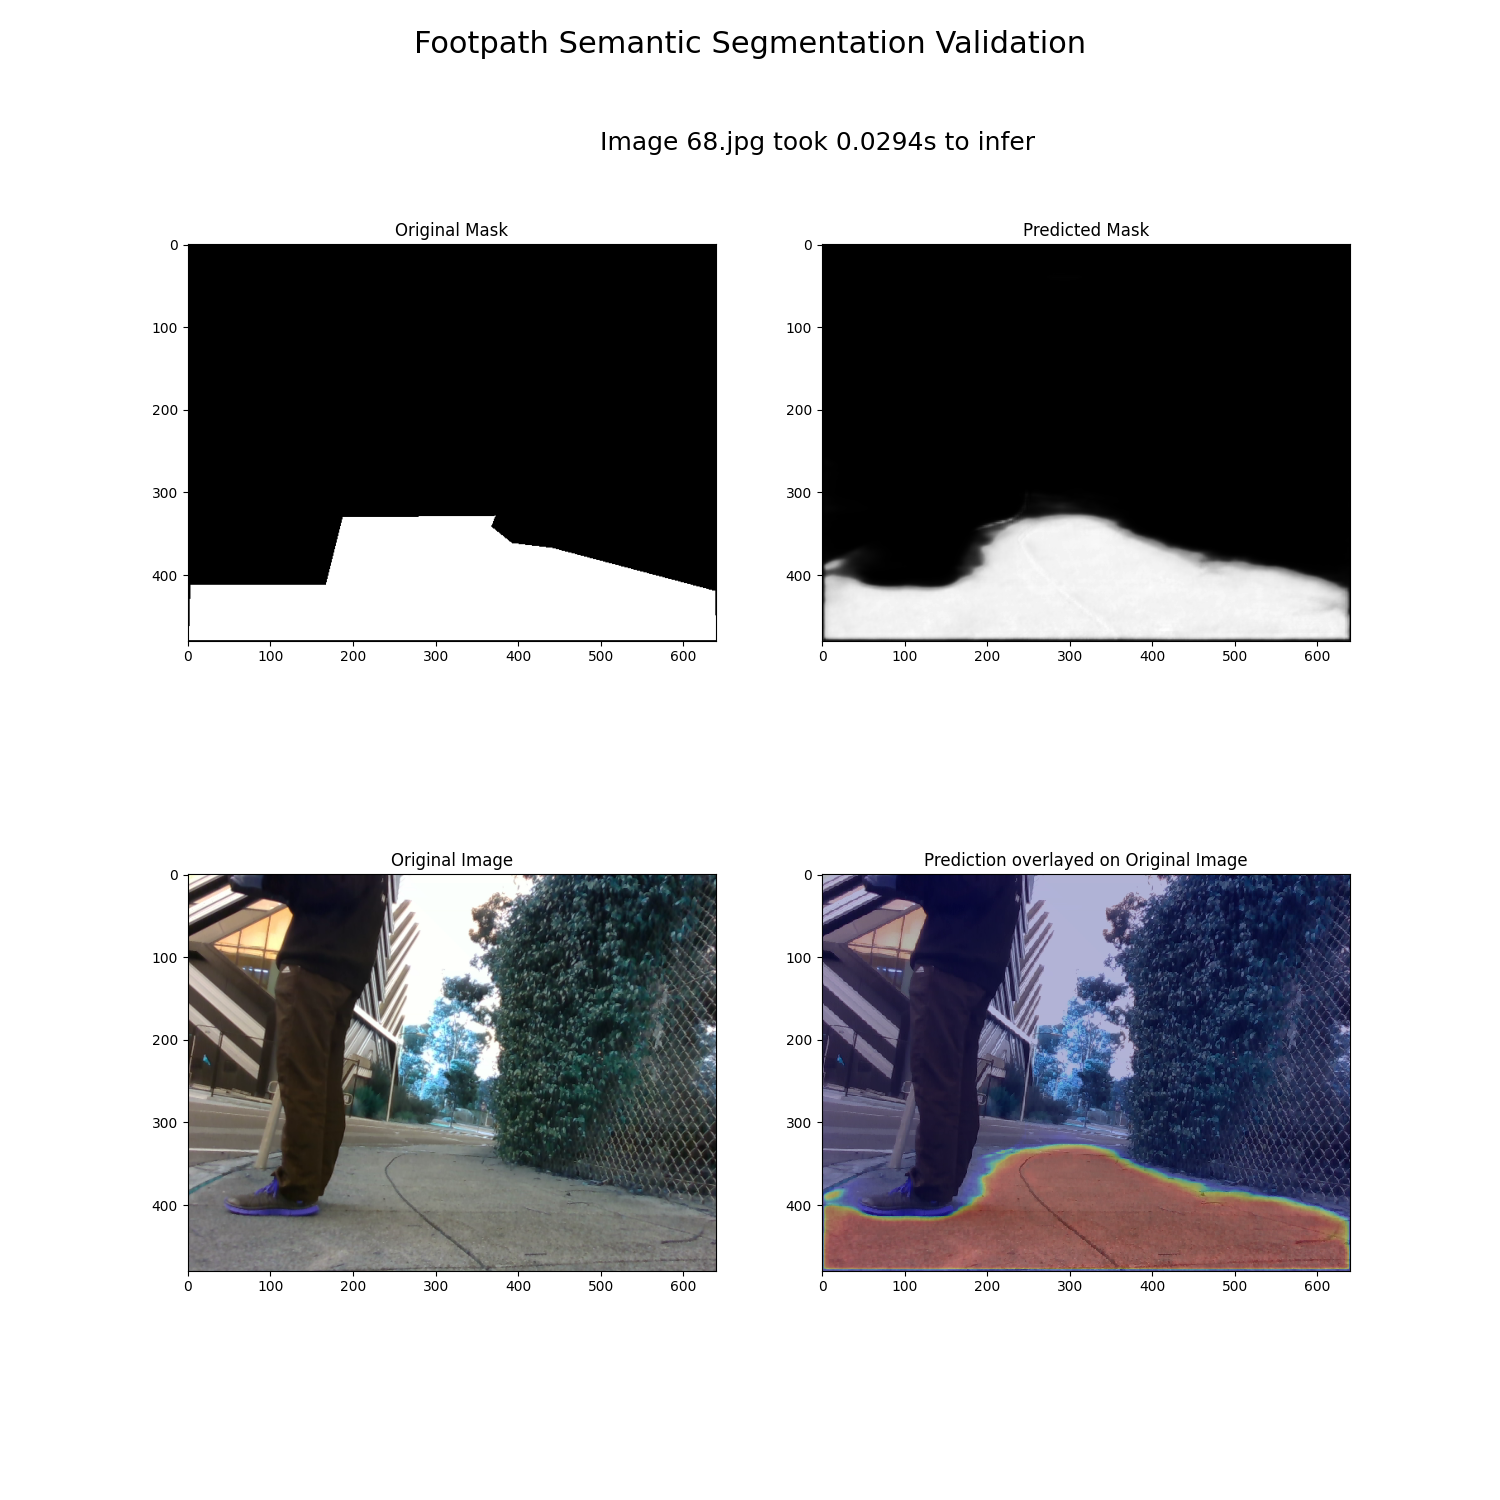 Footpath Semantic Segmentation Validation
Image 68.jpg took 0.0294s to infer
Original Mask
0
100
200
300
400
0 100 200 300 400 500 600
Predicted Mask
0
100
200
300
400
0 100 200 300 400 500 600
Original Image
0
100
200
300
400
0 100 200 300 400 500 600
Prediction overlayed on Original Image
0
100
200
300
400
0 100 200 300 400 500 600